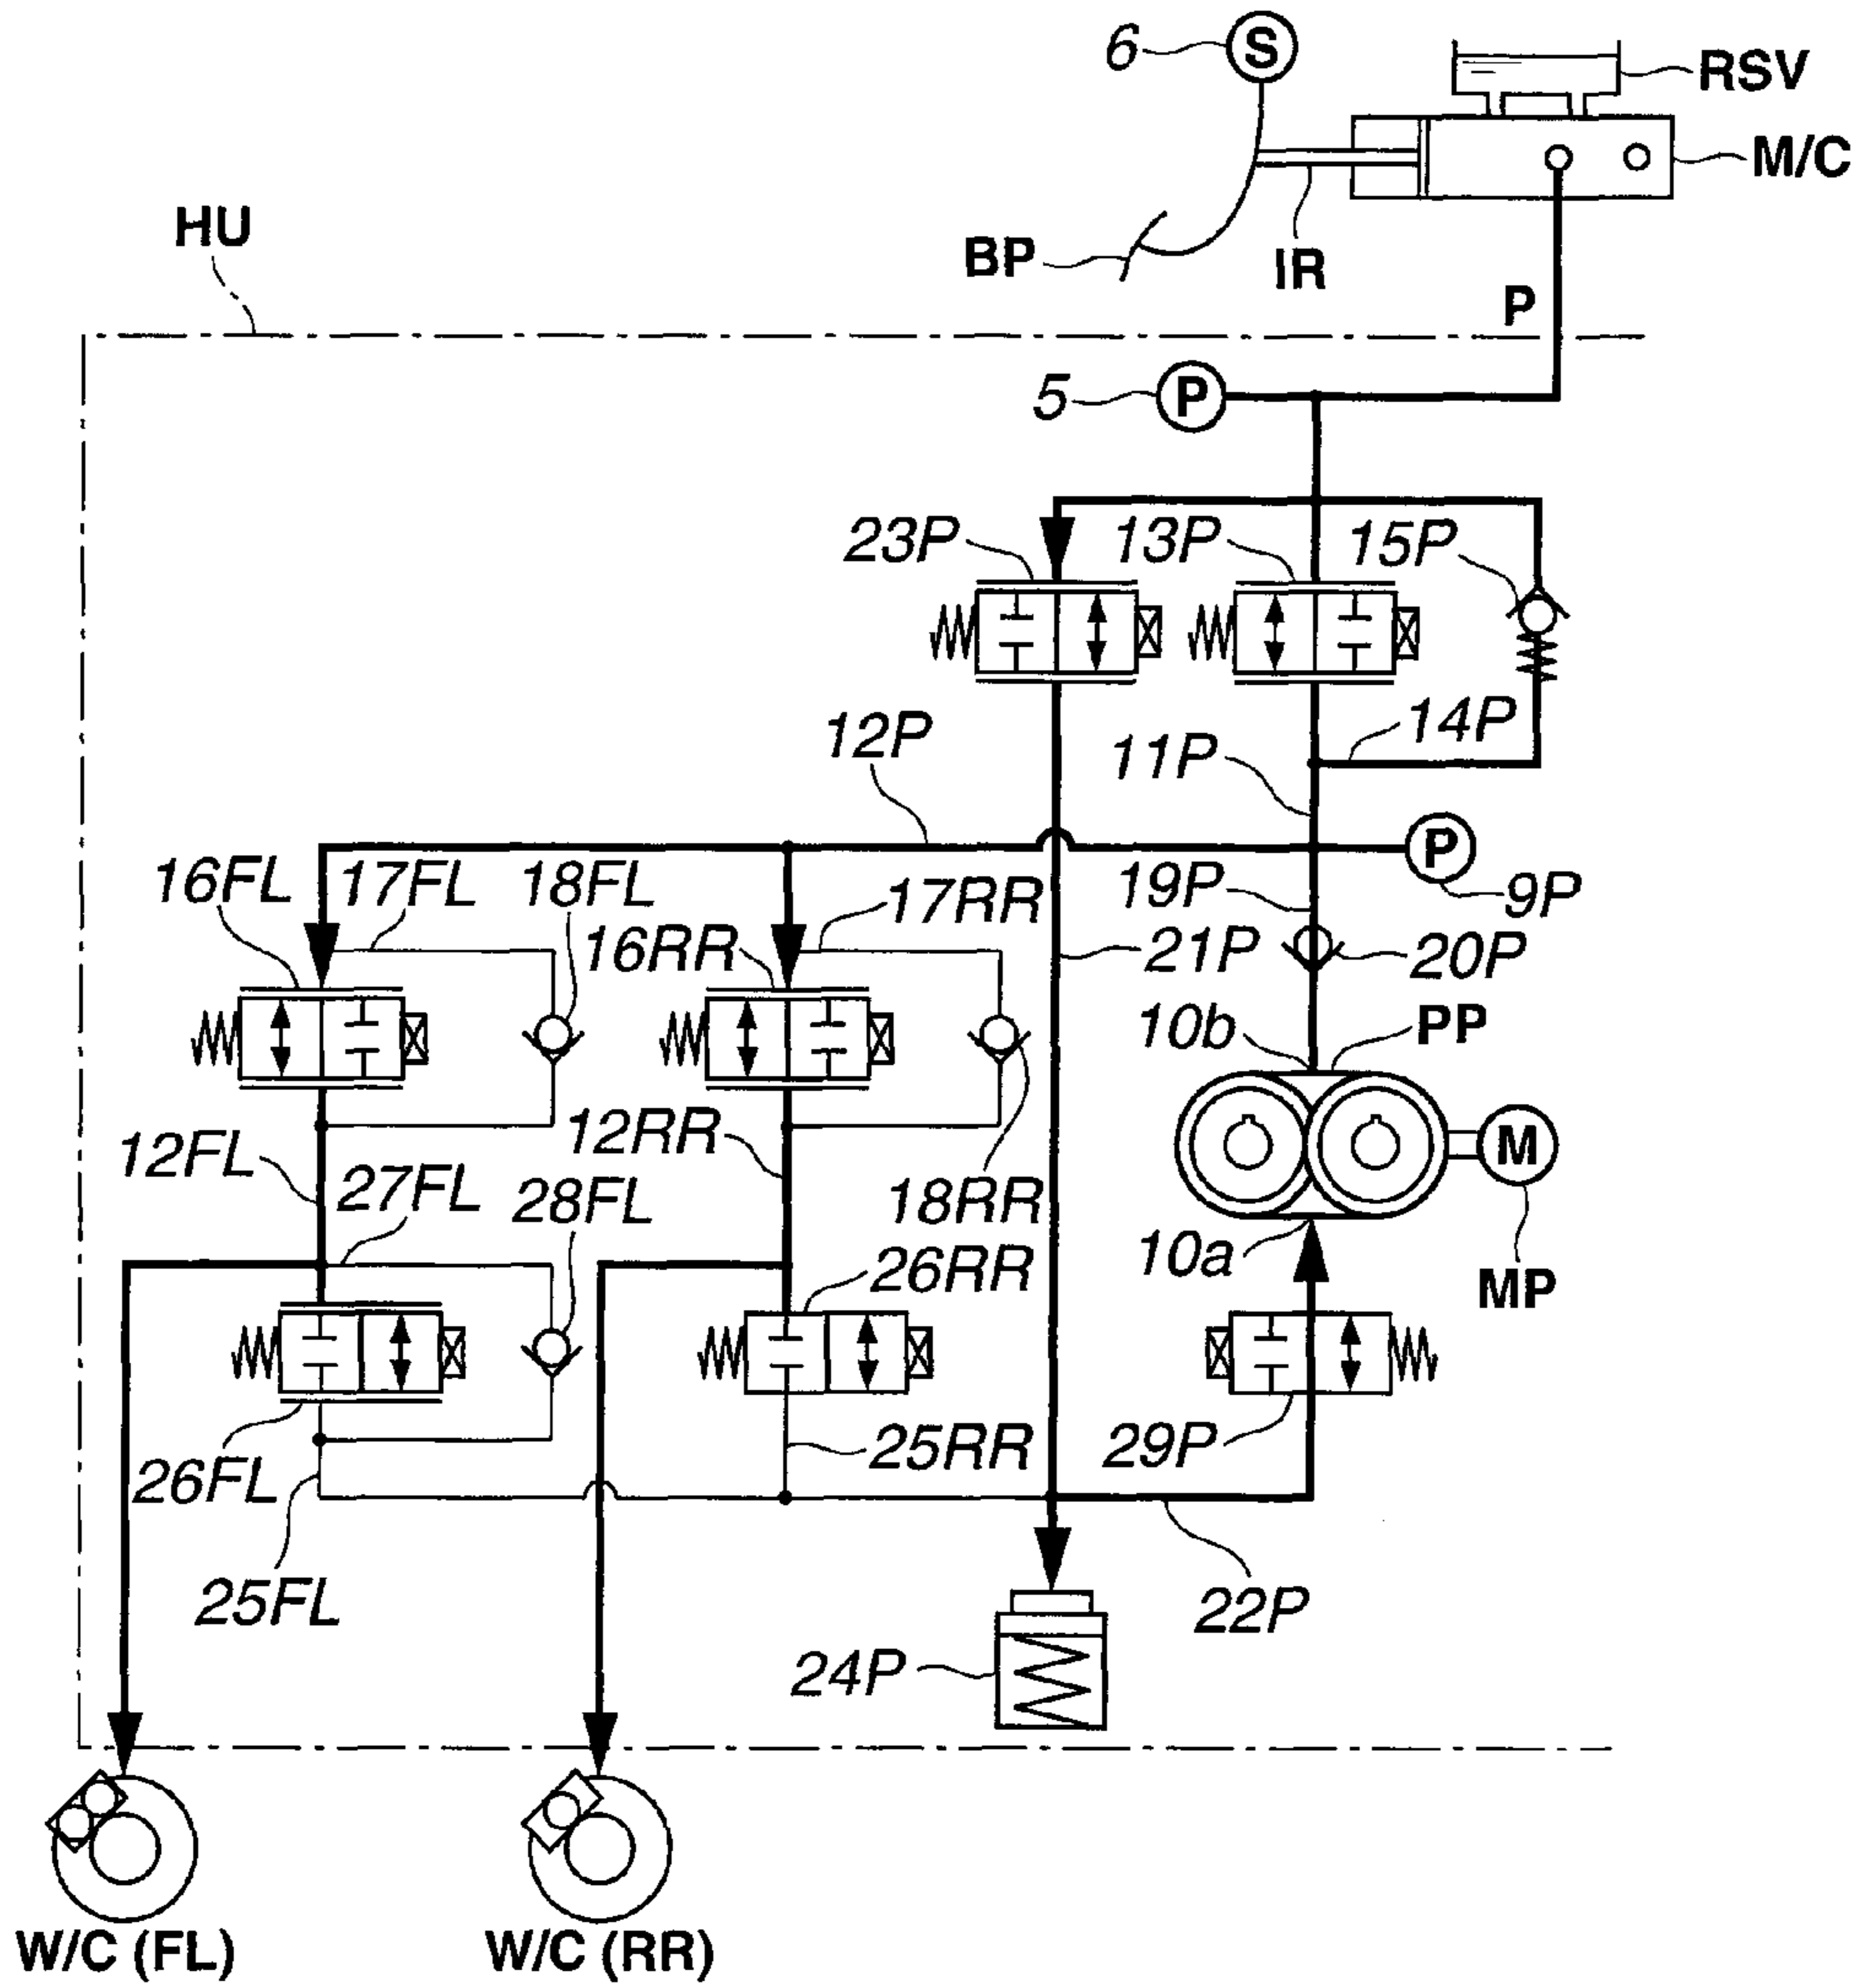 6 S RSV
M/C
HU
BP IR
P
5 P
23P 13P 15P
12P 11P 14P
P
16FL 17FL 18FL 17RR 19P 9P
16RR 21P 20P
10b PP
12FL 12RR M
27FL 28FL 18RR
10a
26RR MP
26FL 25RR 29P
25FL 22P
24P
W/C (FL) W/C (RR)